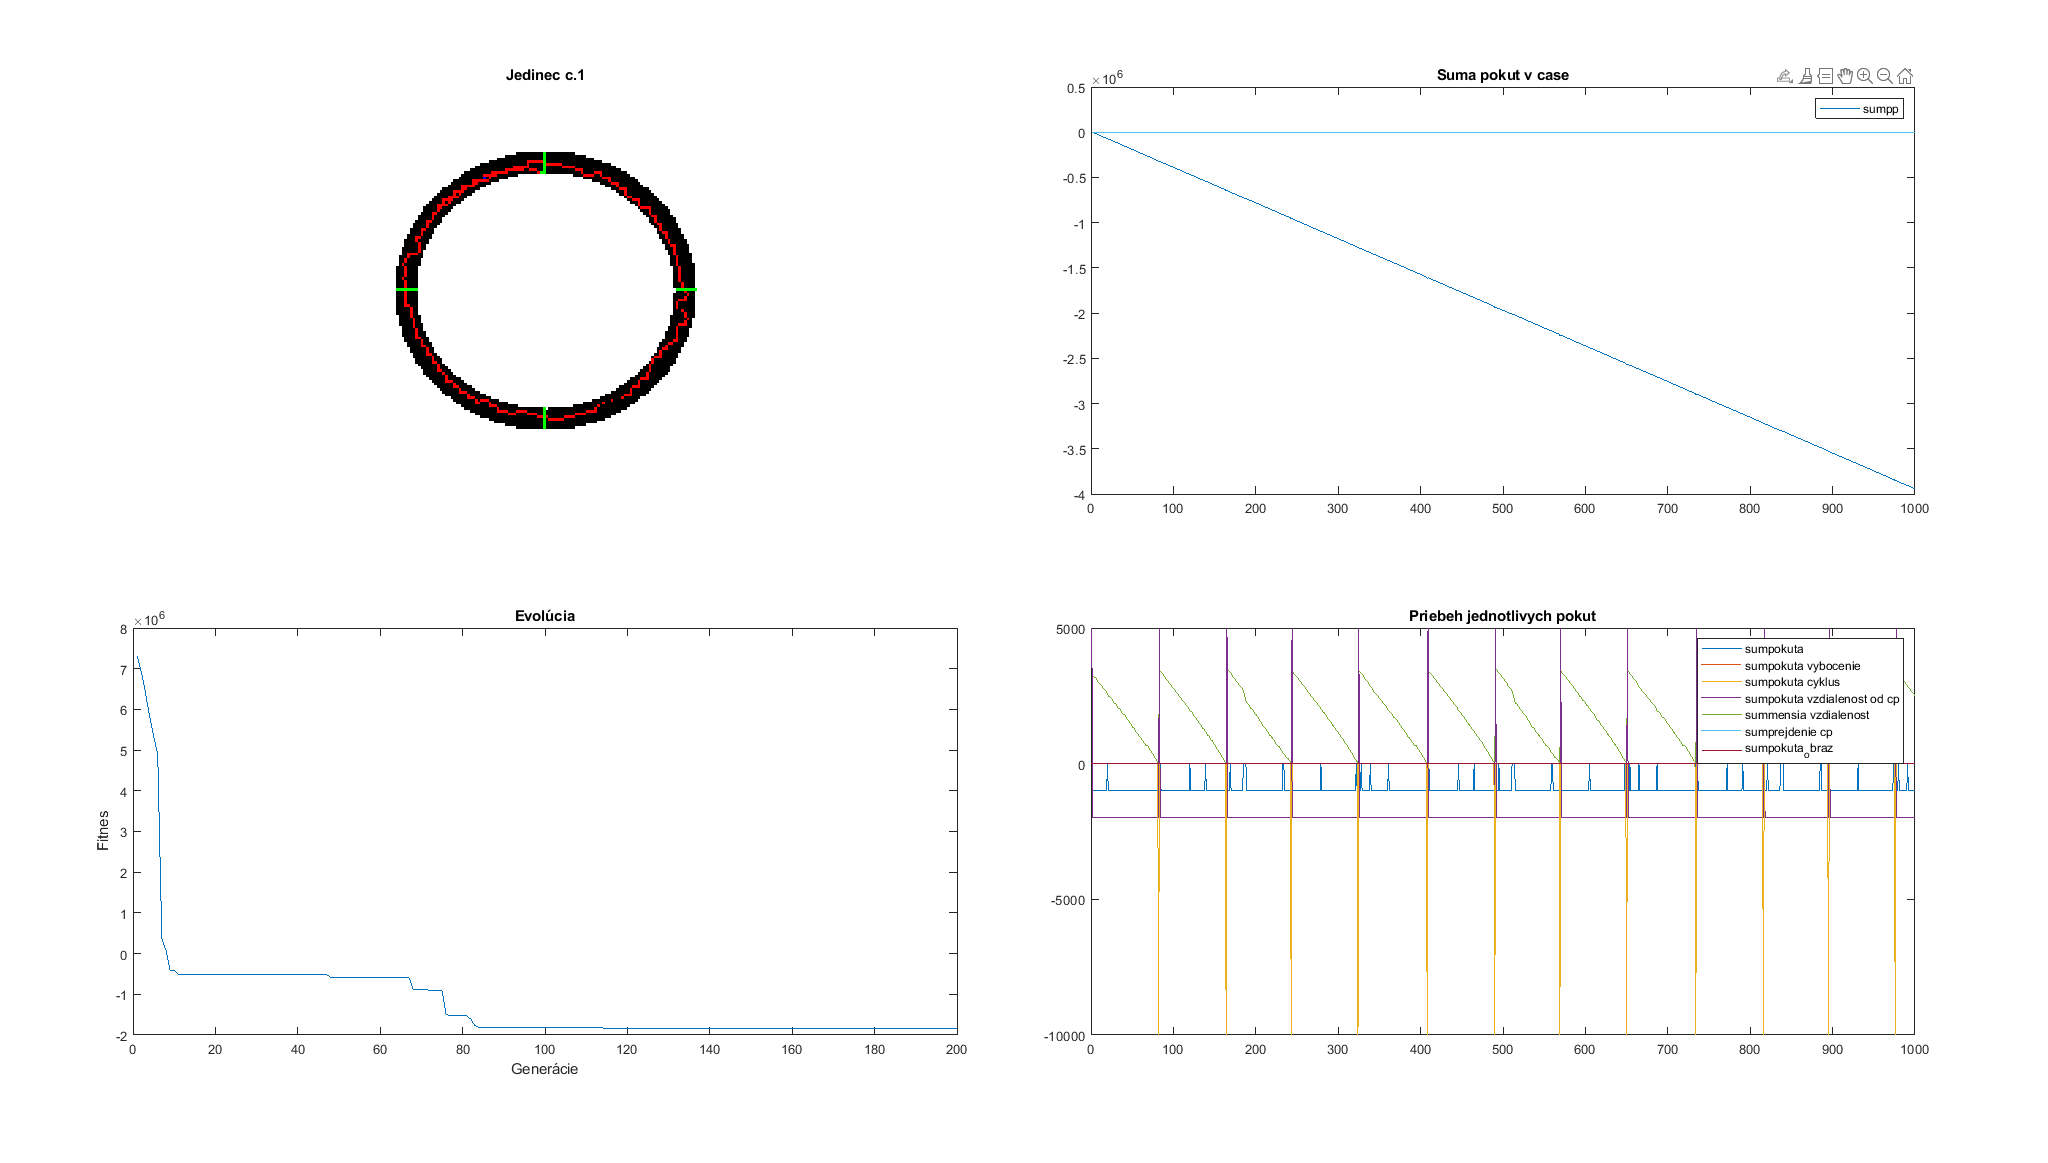 Jedinec c.1
Suma pokut v case
×10^6
sumpp
0.5
0
-0.5
-1
-1.5
-2
-2.5
-3
-3.5
-4
0 100 200 300 400 500 600 700 800 900 1000
Evolúcia
×10^6
8
7
6
5
4
3
2
1
0
-1
-2
Fitnes
0 20 40 60 80 100 120 140 160 180 200
Generácie
Priebeh jednotlivych pokut
5000
0
-5000
-10000
sumpokuta
sumpokuta vybocenie
sumpokuta cyklus
sumpokuta vzdialenost od cp
summensia vzdialenost
sumprejdenie cp
sumpokuta_obraz
0 100 200 300 400 500 600 700 800 900 1000